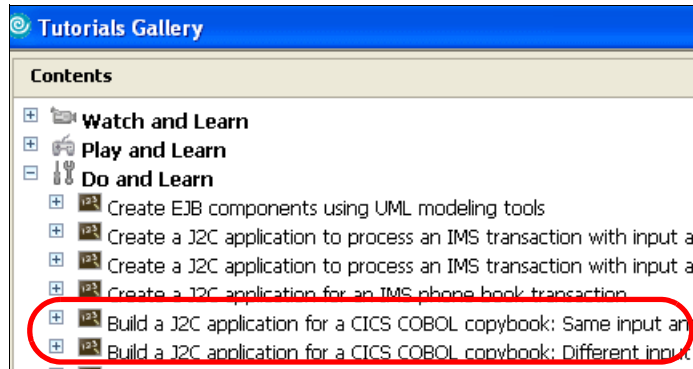 Tutorials Gallery
Contents
Watch and Learn
Play and Learn
Do and Learn
Create EJB components using UML modeling tools
Create a J2C application to process an IMS transaction with input a
Create a J2C application to process an IMS transaction with input a
Create a J2C application for an IMS phone book transaction
Build a J2C application for a CICS COBOL copybook: Same input an
Build a J2C application for a CICS COBOL copybook: Different input